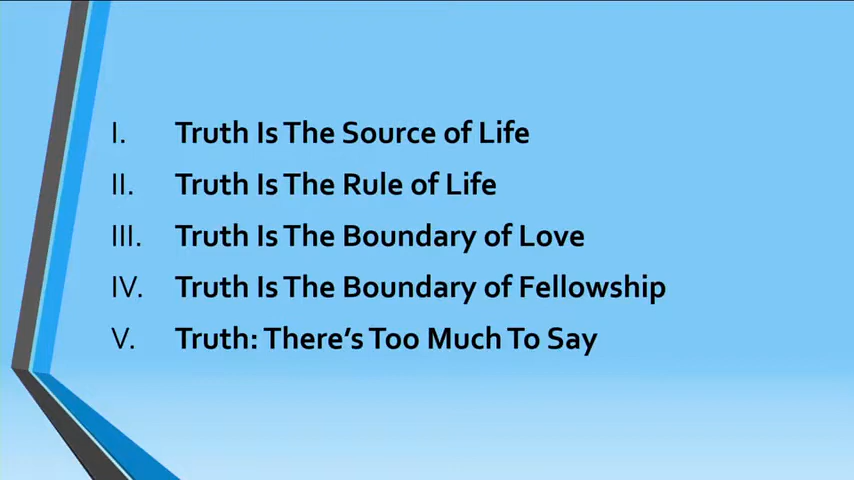 I. Truth Is The Source of Life
II. Truth Is The Rule of Life
III. Truth Is The Boundary of Love
IV. Truth Is The Boundary of Fellowship
V. Truth: There’s Too Much To Say